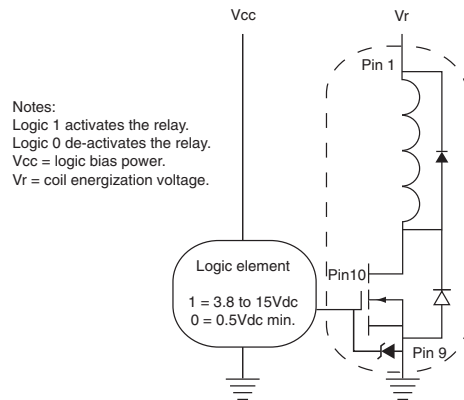 Vcc
Vr
Pin 1
Notes:
Logic 1 activates the relay.
Logic 0 de-activates the relay.
Vcc = logic bias power.
Vr = coil energization voltage.
Logic element
Pin10
1 = 3.8 to 15Vdc
0 = 0.5Vdc min.
Pin 9